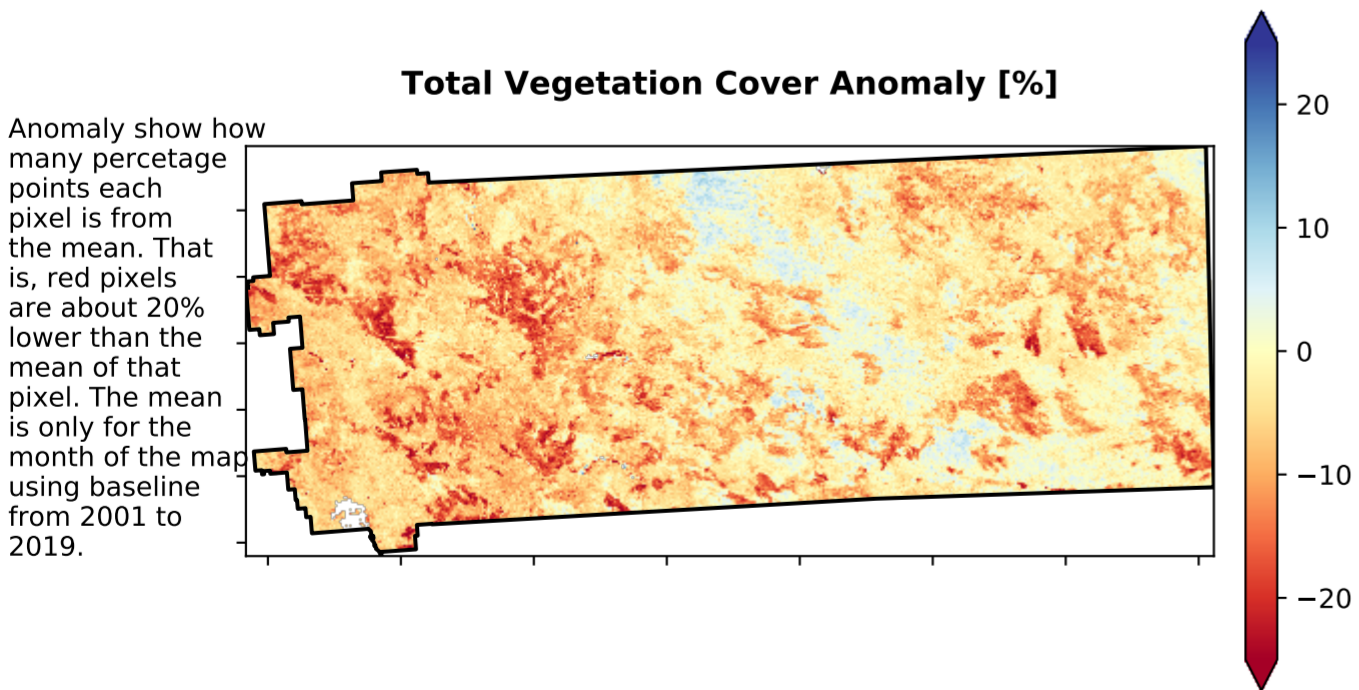 Total Vegetation Cover Anomaly [%]
Anomaly show how
many percetage
points each
pixel is from
the mean. That
is, red pixels
are about 20%
lower than the
mean of that
pixel. The mean
is only for the
month of the map
using baseline
from 2001 to
2019.
20
10
0
−10
−20